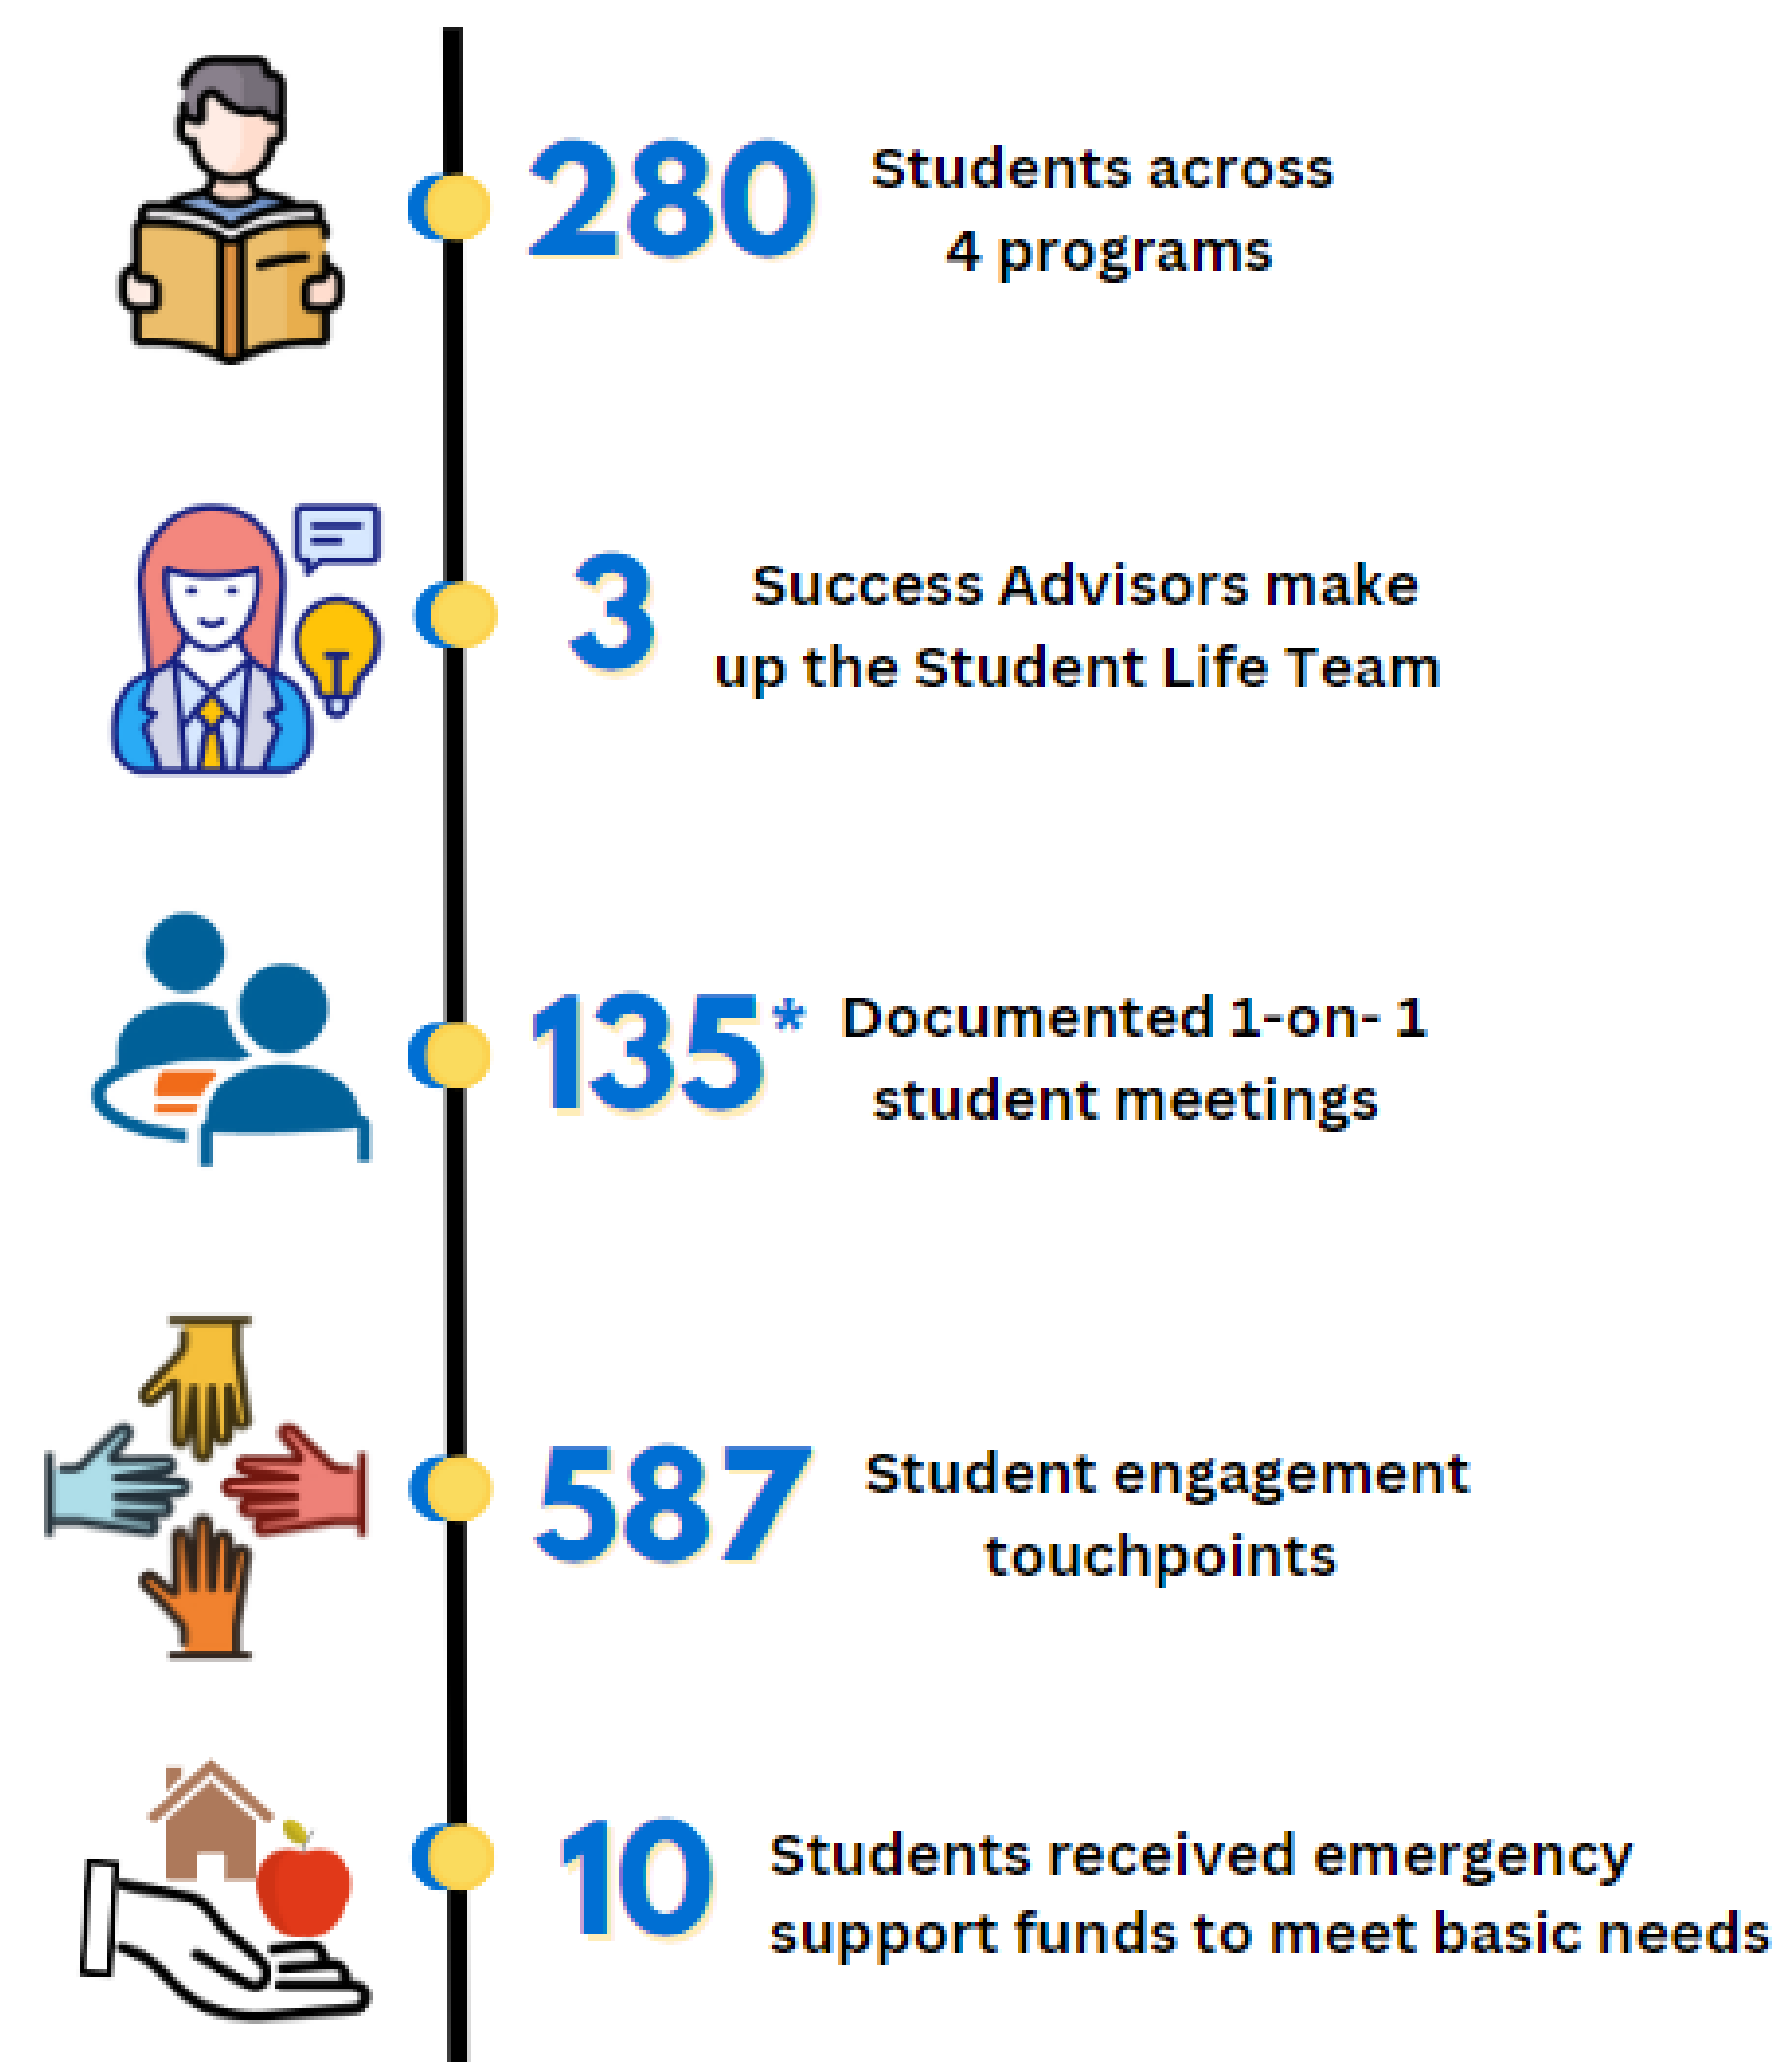 280
Students across
4 programs
3
Success Advisors make
up the Student Life Team
135*
Documented 1-on- 1
student meetings
587
Student engagement
touchpoints
10
Students received emergency
support funds to meet basic needs